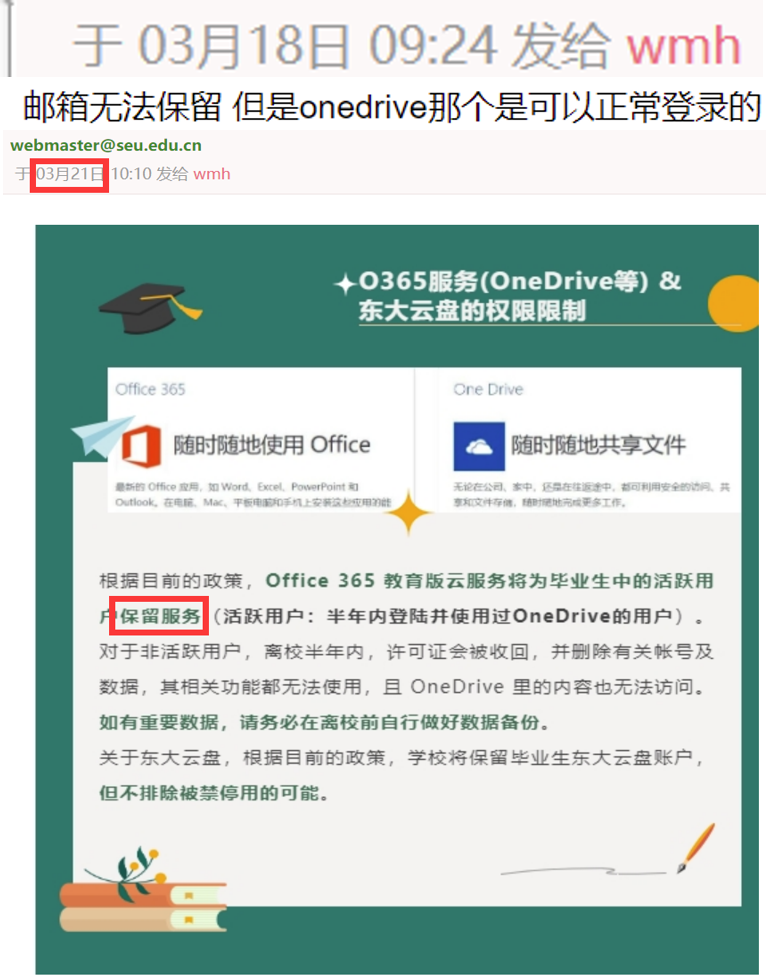 于 03月18日 09:24 发给 wmh
邮箱无法保留 但是onedrive那个是可以正常登录的
webmaster@seu.edu.cn
于 03月21日 10:10 发给 wmh
O365服务(OneDrive等) &
东大云盘的权限限制
Office 365
随时随地使用 Office
最新的 Office 应用，如 Word、Excel、PowerPoint 和
Outlook。在电脑、Mac、平板电脑和手机上安装这些应用的能
One Drive
随时随地共享文件
无论在公司、家中，还是在往返途中，都可利用安全的访问、共
享和文件存储，随时随地完成更多工作。
根据目前的政策，Office 365 教育版云服务将为毕业生中的活跃用
户保留服务（活跃用户：半年内登陆并使用过OneDrive的用户）。
对于非活跃用户，离校半年内，许可证会被收回，并删除有关帐号及
数据，其相关功能都无法使用，且 OneDrive 里的内容也无法访问。
如有重要数据，请务必在离校前自行做好数据备份。
关于东大云盘，根据目前的政策，学校将保留毕业生东大云盘账户，
但不排除被禁停用的可能。